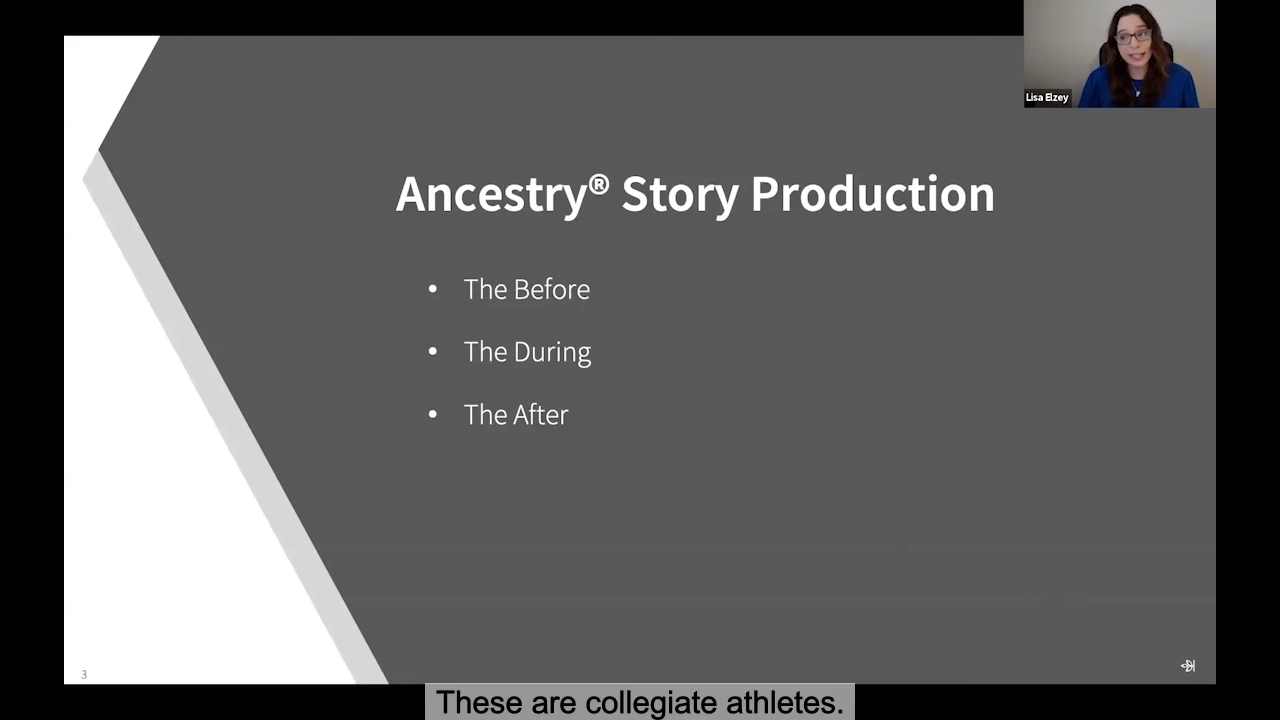 Lisa Elzey
Ancestry® Story Production
• The Before
• The During
• The After
3
These are collegiate athletes.